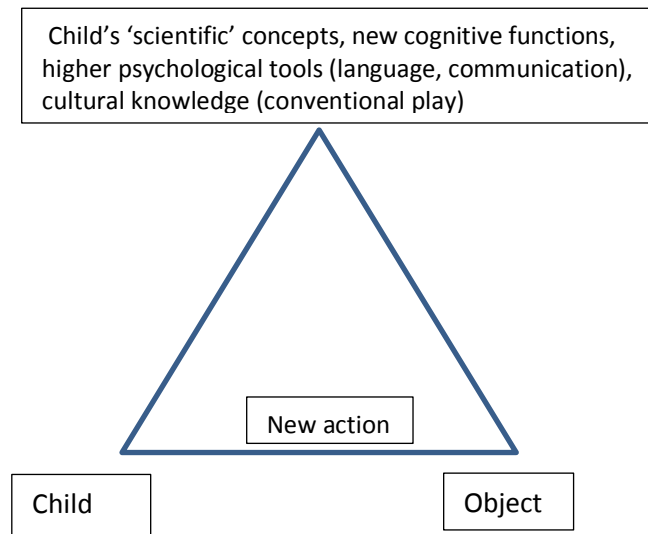 Child’s ‘scientific’ concepts, new cognitive functions,
higher psychological tools (language, communication),
cultural knowledge (conventional play)
New action
Child
Object